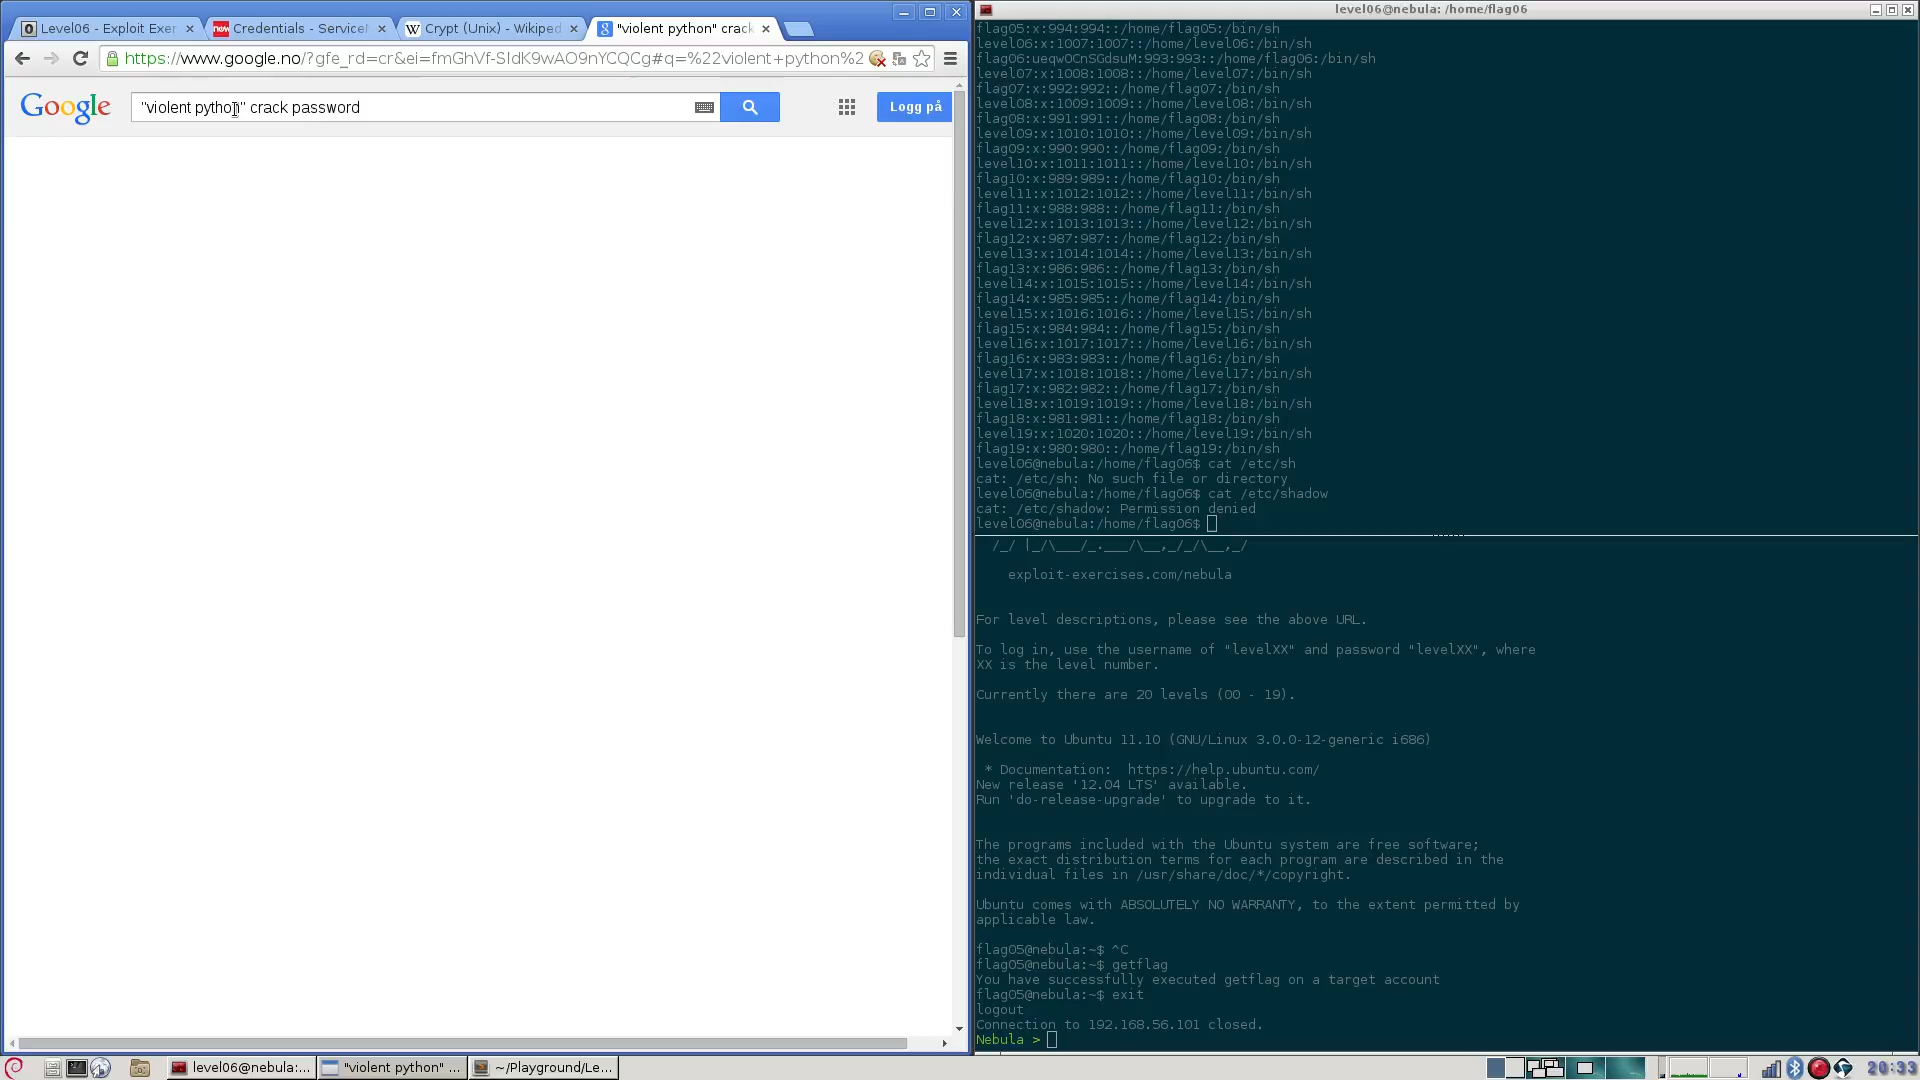 Level06 - Exploit Exer
Credentials - Service
Crypt (Unix) - Wikiped
"violent python" crack
https://www.google.no/?gfe_rd=cr&ei=fmGhVf-SIdK9wAO9nYCQCg#q=%22violent+python%2
Google
"violent python" crack password
Logg på
level06@nebula: /home/flag06
flag05:x:994:994::/home/flag05:/bin/sh
level06:x:1007:1007::/home/level06:/bin/sh
flag06:ueqwOCnSGdsuM:993:993::/home/flag06:/bin/sh
level07:x:1008:1008::/home/level07:/bin/sh
flag07:x:992:992::/home/flag07:/bin/sh
level08:x:1009:1009::/home/level08:/bin/sh
flag08:x:991:991::/home/flag08:/bin/sh
level09:x:1010:1010::/home/level09:/bin/sh
flag09:x:990:990::/home/flag09:/bin/sh
level10:x:1011:1011::/home/level10:/bin/sh
flag10:x:989:989::/home/flag10:/bin/sh
level11:x:1012:1012::/home/level11:/bin/sh
flag11:x:988:988::/home/flag11:/bin/sh
level12:x:1013:1013::/home/level12:/bin/sh
flag12:x:987:987::/home/flag12:/bin/sh
level13:x:1014:1014::/home/level13:/bin/sh
flag13:x:986:986::/home/flag13:/bin/sh
level14:x:1015:1015::/home/level14:/bin/sh
flag14:x:985:985::/home/flag14:/bin/sh
level15:x:1016:1016::/home/level15:/bin/sh
flag15:x:984:984::/home/flag15:/bin/sh
level16:x:1017:1017::/home/level16:/bin/sh
flag16:x:983:983::/home/flag16:/bin/sh
level17:x:1018:1018::/home/level17:/bin/sh
flag17:x:982:982::/home/flag17:/bin/sh
level18:x:1019:1019::/home/level18:/bin/sh
flag18:x:981:981::/home/flag18:/bin/sh
level19:x:1020:1020::/home/level19:/bin/sh
flag19:x:980:980::/home/flag19:/bin/sh
level06@nebula:/home/flag06$ cat /etc/sh
cat: /etc/sh: No such file or directory
level06@nebula:/home/flag06$ cat /etc/shadow
cat: /etc/shadow: Permission denied
level06@nebula:/home/flag06$
/_/ |_/\___/_.___/\__,_/_/\__,_/
exploit-exercises.com/nebula
For level descriptions, please see the above URL.
To log in, use the username of "levelXX" and password "levelXX", where
XX is the level number.
Currently there are 20 levels (00 - 19).
Welcome to Ubuntu 11.10 (GNU/Linux 3.0.0-12-generic i686)
* Documentation:  https://help.ubuntu.com/
New release '12.04 LTS' available.
Run 'do-release-upgrade' to upgrade to it.
The programs included with the Ubuntu system are free software;
the exact distribution terms for each program are described in the
individual files in /usr/share/doc/*/copyright.
Ubuntu comes with ABSOLUTELY NO WARRANTY, to the extent permitted by
applicable law.
flag05@nebula:~$ ^C
flag05@nebula:~$ getflag
You have successfully executed getflag on a target account
flag05@nebula:~$ exit
logout
Connection to 192.168.56.101 closed.
Nebula >
level06@nebula:...
"violent python" ...
~/Playground/Le...
20:33